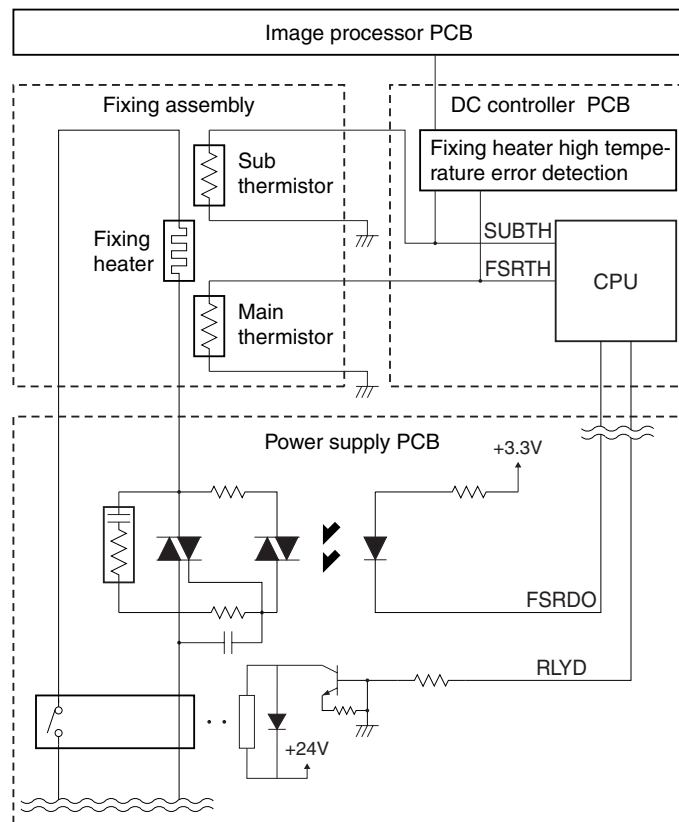 Image processor PCB
Fixing assembly
DC controller PCB
Sub
thermistor
Fixing heater high tempe-
rature error detection
Fixing
heater
SUBTH
FSRTH
CPU
Main
thermistor
Power supply PCB
+3.3V
FSRDO
RLYD
+24V